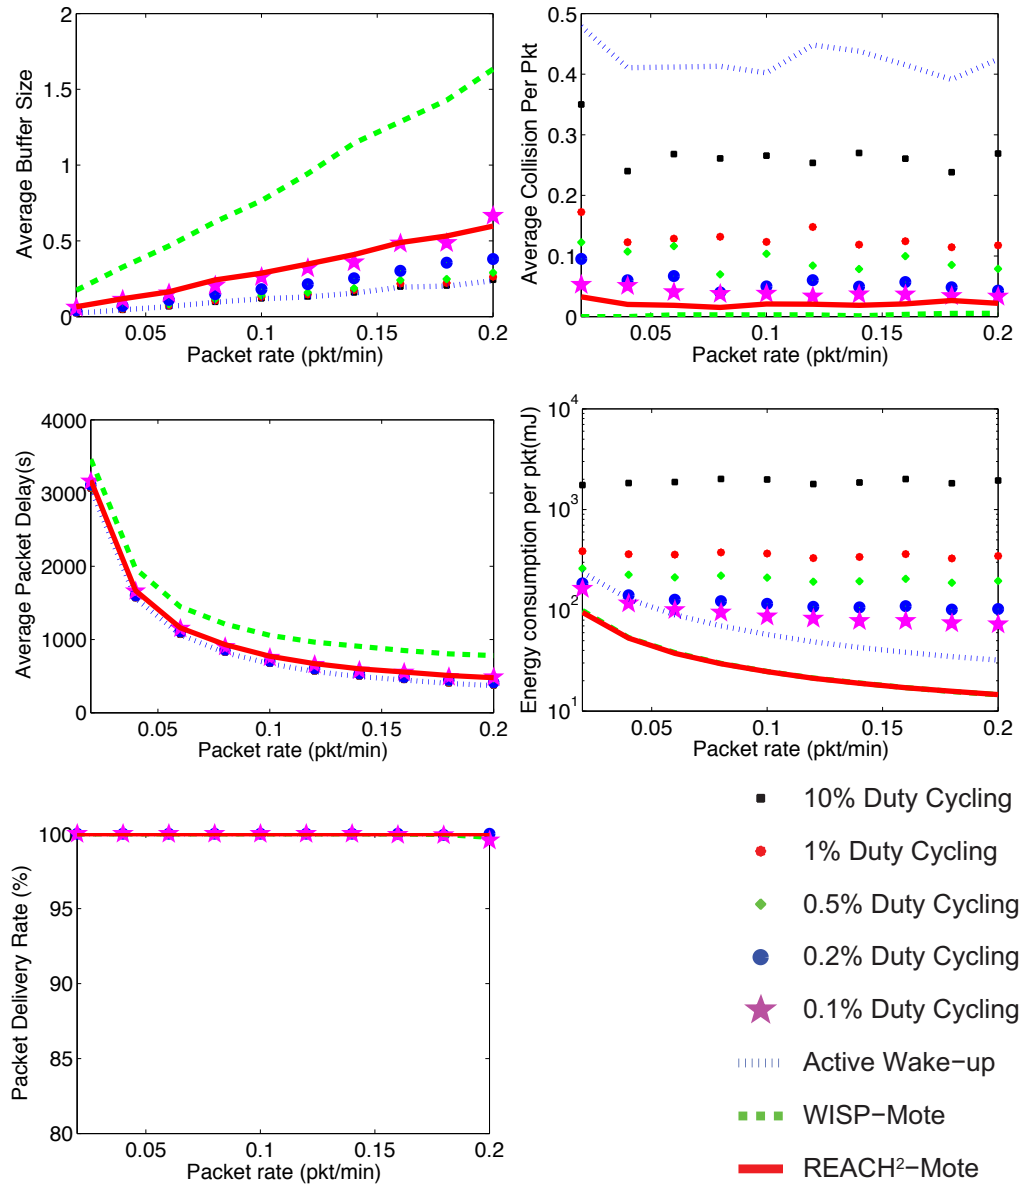 2
1.5
1
0.5
0
0.05
0.1
0.15
0.2
Average Buffer Size
Packet rate (pkt/min)
0.5
0.4
0.3
0.2
0.1
0
0.05
0.1
0.15
0.2
Average Collision Per Pkt
Packet rate (pkt/min)
4000
3000
2000
1000
0
0.05
0.1
0.15
0.2
Average Packet Delay(s)
Packet rate (pkt/min)
10⁴
10³
10²
10¹
0.05
0.1
0.15
0.2
Energy consumption per pkt(mJ)
Packet rate (pkt/min)
100
95
90
85
80
0.05
0.1
0.15
0.2
Packet Delivery Rate (%)
Packet rate (pkt/min)
10% Duty Cycling
1% Duty Cycling
0.5% Duty Cycling
0.2% Duty Cycling
0.1% Duty Cycling
Active Wake−up
WISP−Mote
REACH²−Mote